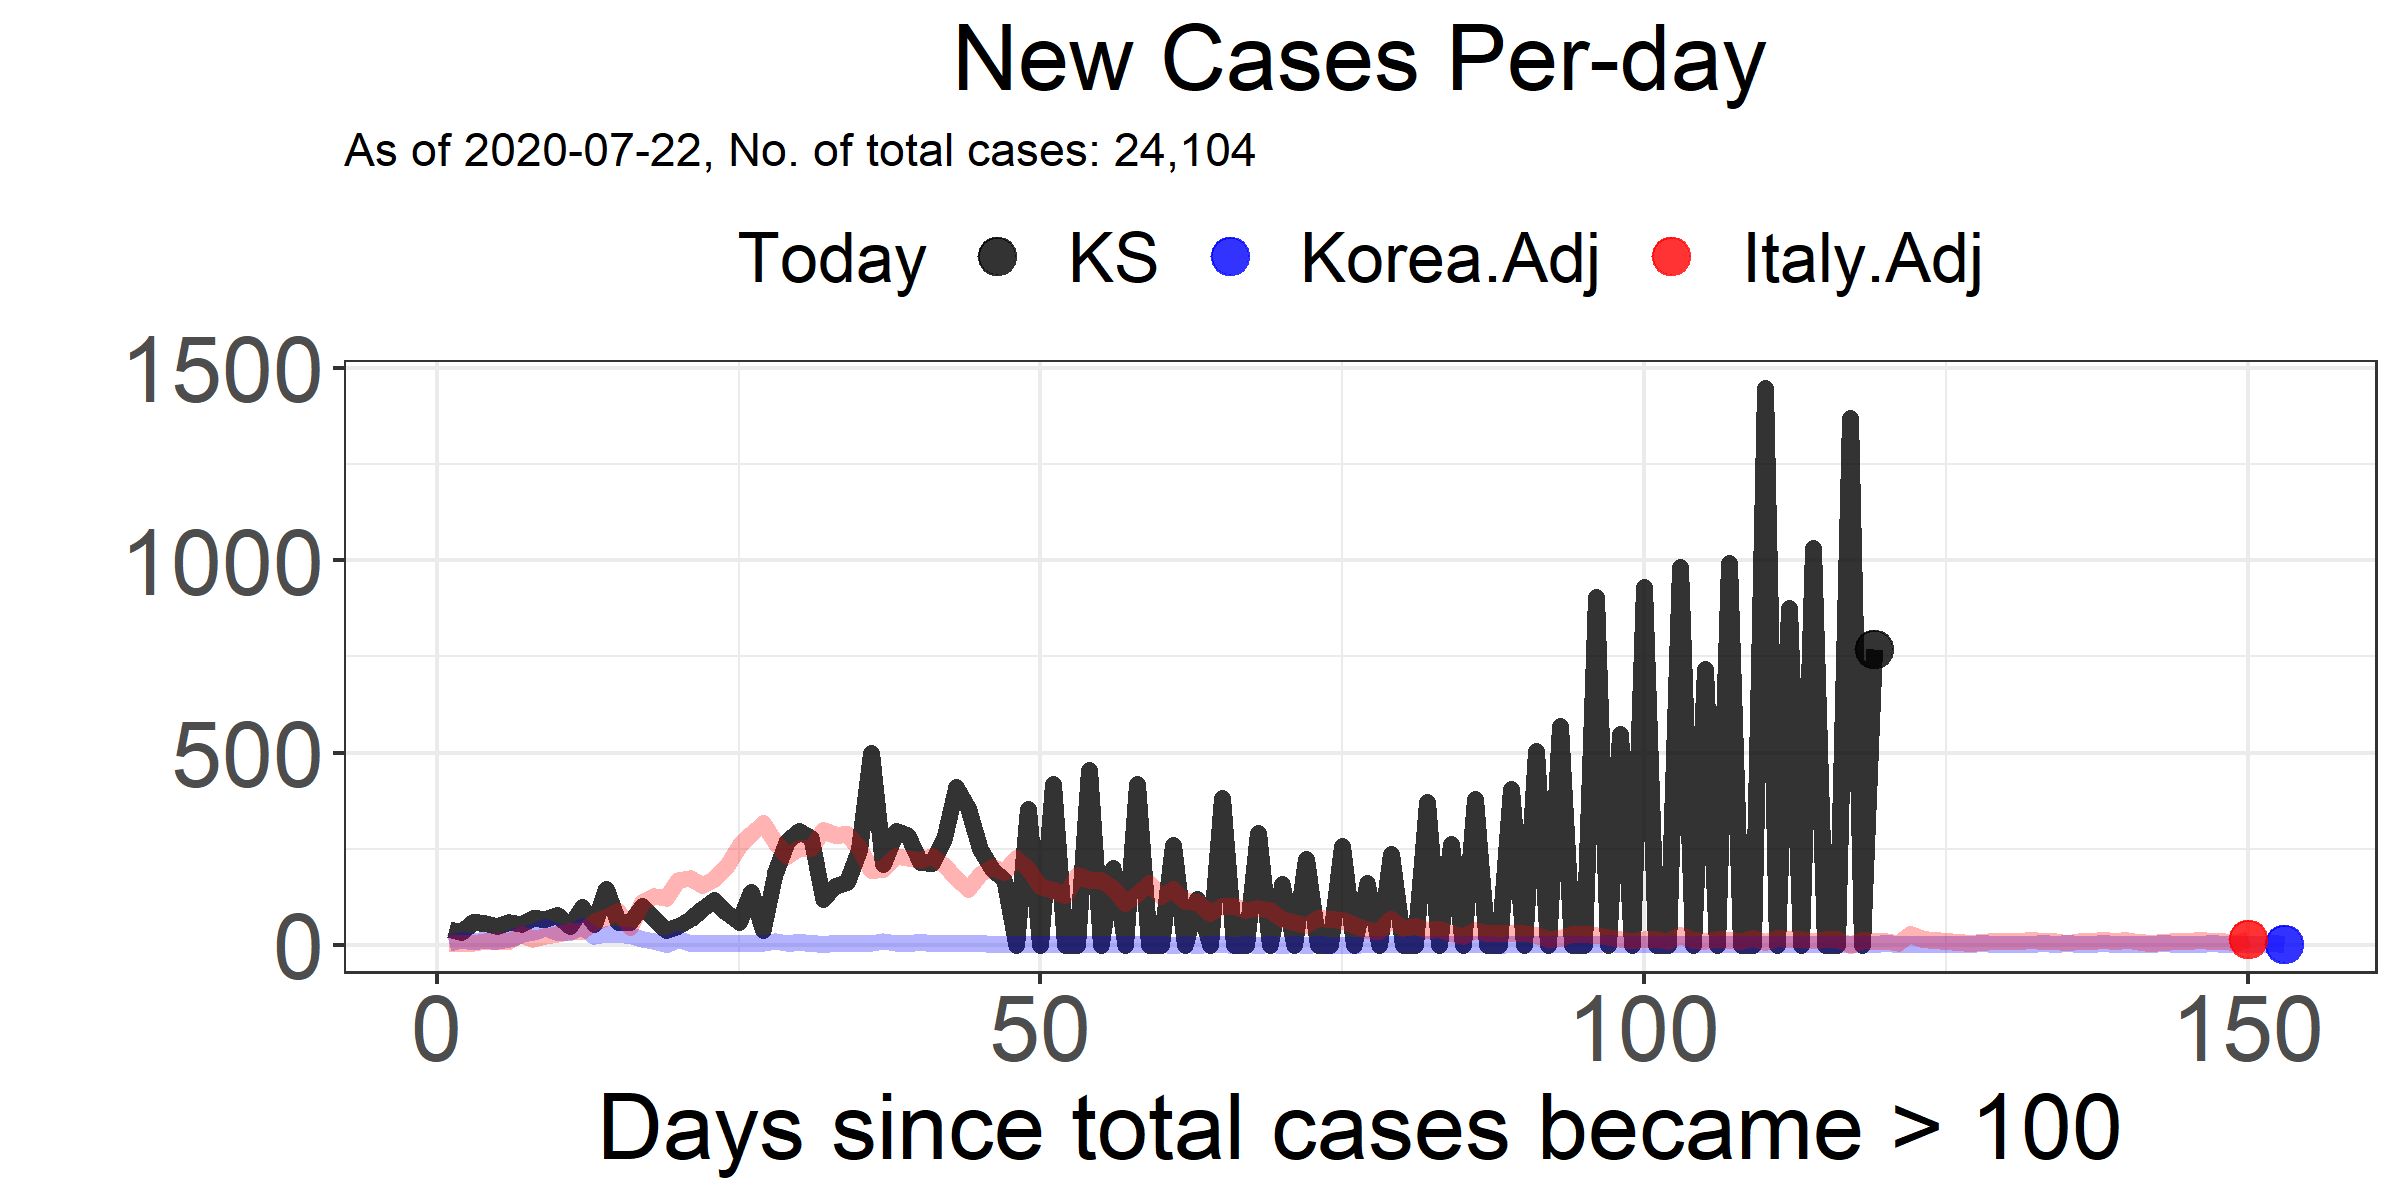 New Cases Per-day
As of 2020-07-22, No. of total cases: 24,104
Today KS Korea.Adj Italy.Adj
1500
1000
500
0
0 50 100 150
Days since total cases became > 100